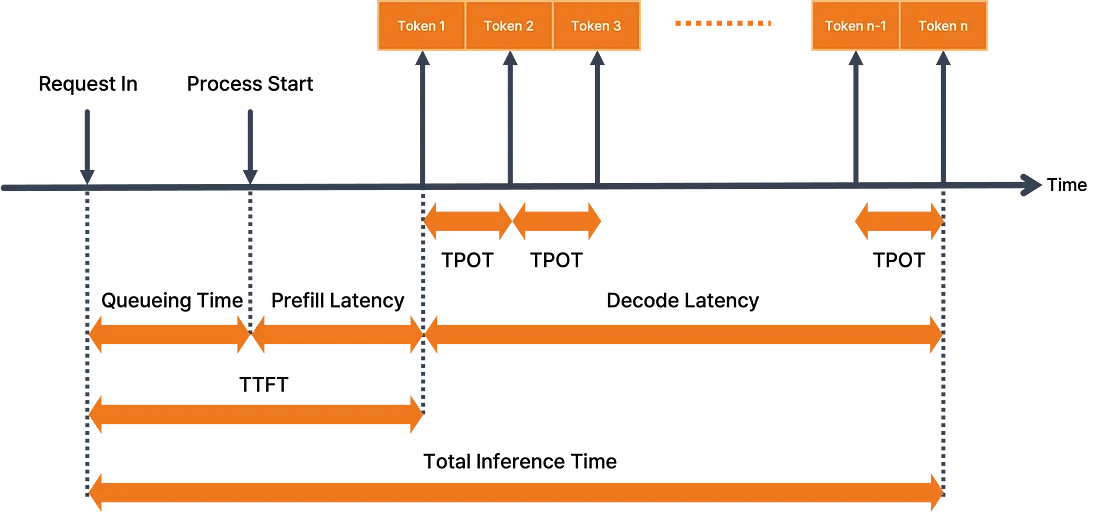 Token 1
Token 2
Token 3
Token n-1
Token n
Request In
Process Start
Time
TPOT
TPOT
TPOT
Queueing Time
Prefill Latency
Decode Latency
TTFT
Total Inference Time